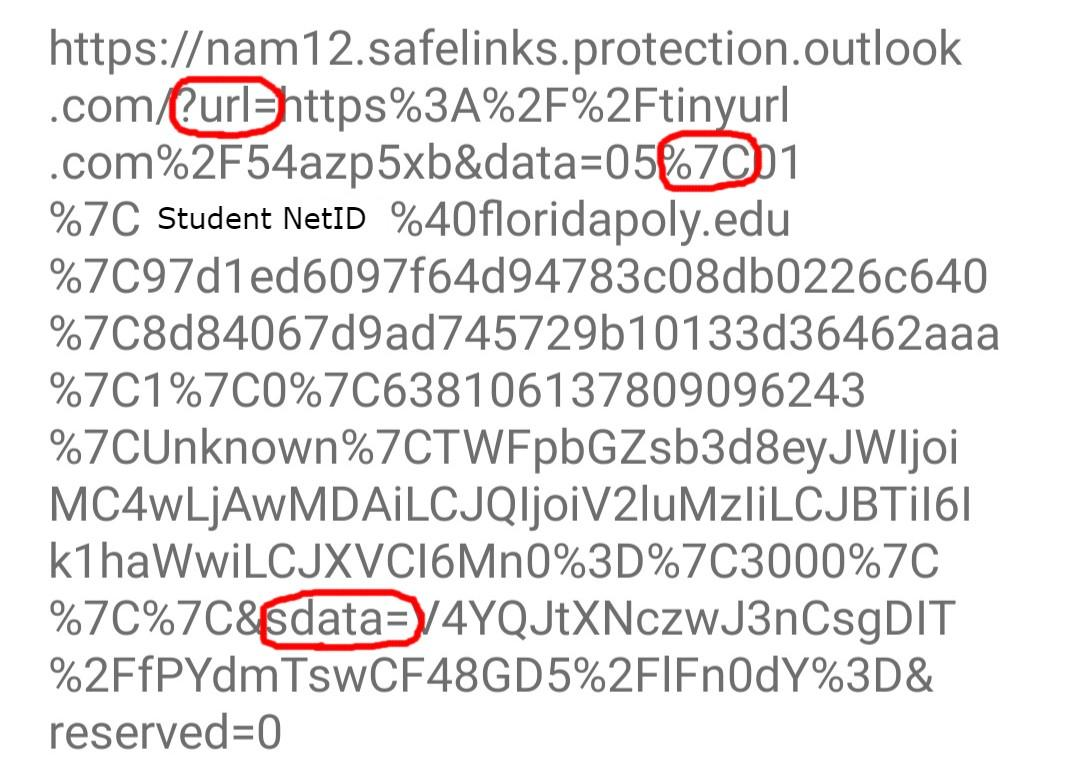 https://nam12.safelinks.protection.outlook
.com/?url=https%3A%2F%2Ftinyurl
.com%2F54azp5xb&data=05%7C01
%7C Student NetID %40floridapoly.edu
%7C97d1ed6097f64d94783c08db0226c640
%7C8d84067d9ad745729b10133d36462aaa
%7C1%7C0%7C638106137809096243
%7CUnknown%7CTWFpbGZsb3d8eyJWIjoi
MC4wLjAwMDAiLCJQIjoiV2luMzIiLCJBTiI6I
k1haWwiLCJXVCI6Mn0%3D%7C3000%7C
%7C%7C&sdata=V4YQJtXNczwJ3nCsgDIT
%2FfPYdmTswCF48GD5%2FlFn0dY%3D&
reserved=0